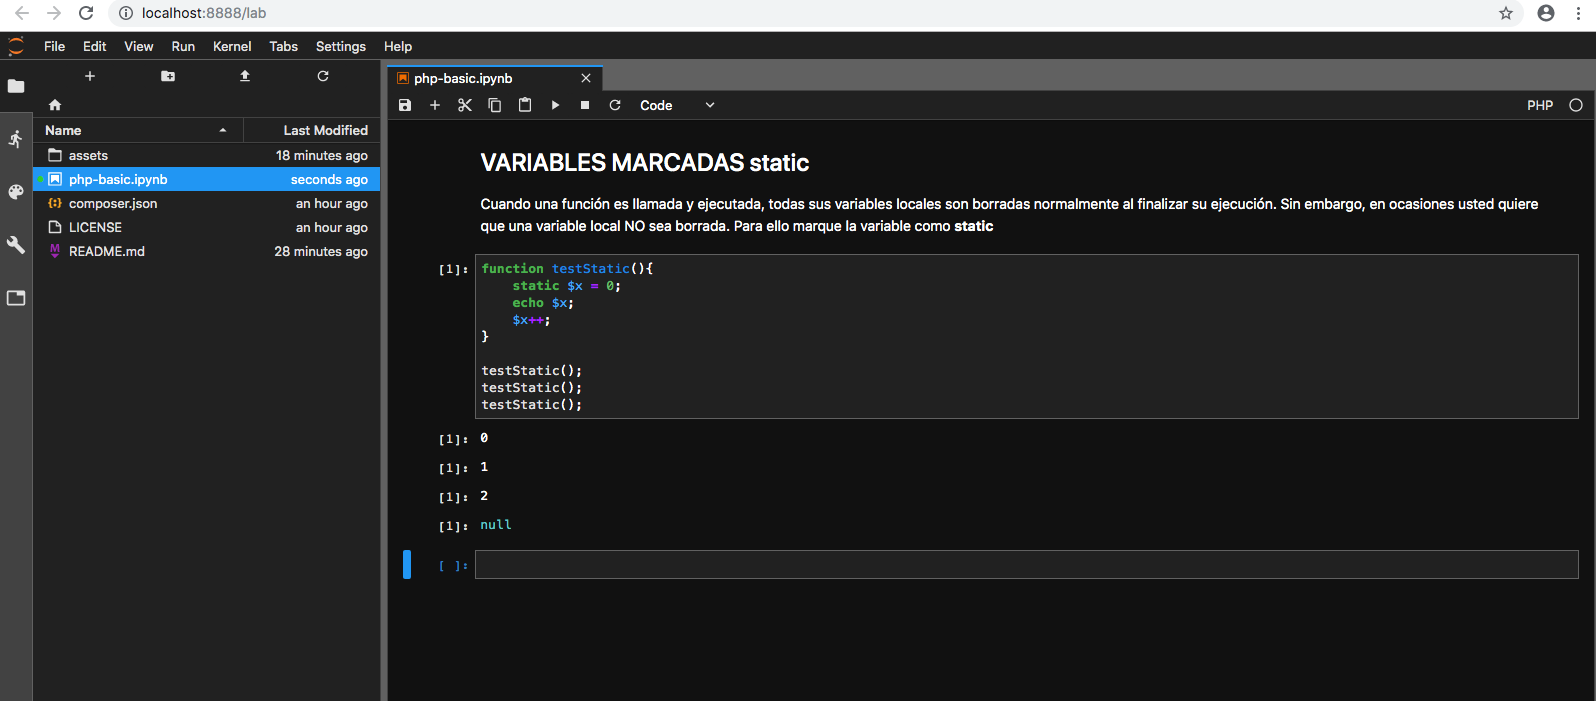 localhost:8888/lab
File Edit View Run Kernel Tabs Settings Help
php-basic.ipynb
Code
PHP
Name Last Modified
assets 18 minutes ago
php-basic.ipynb seconds ago
composer.json an hour ago
LICENSE an hour ago
README.md 28 minutes ago
VARIABLES MARCADAS static
Cuando una función es llamada y ejecutada, todas sus variables locales son borradas normalmente al finalizar su ejecución. Sin embargo, en ocasiones usted quiere
que una variable local NO sea borrada. Para ello marque la variable como static
[1]: function testStatic(){
    static $x = 0;
    echo $x;
    $x++;
}
testStatic();
testStatic();
testStatic();
[1]: 0
[1]: 1
[1]: 2
[1]: null
[ ]: